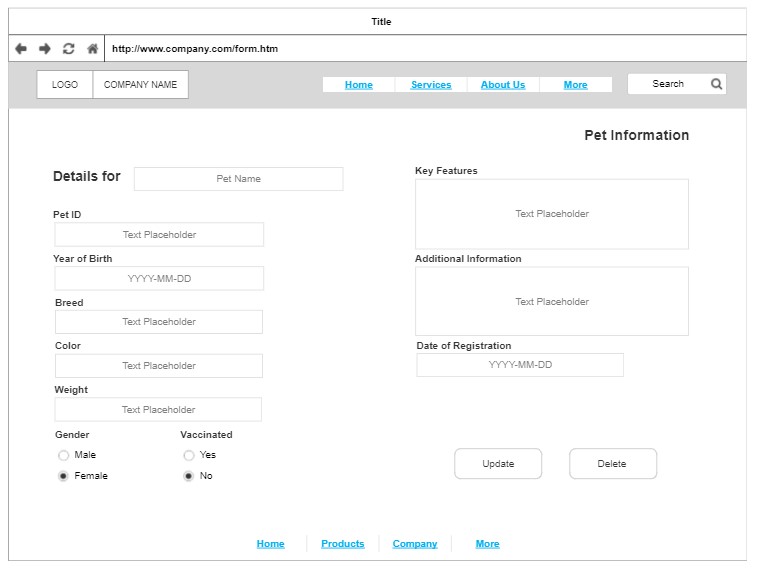 Title
http://www.company.com/form.htm
LOGO COMPANY NAME Home Services About Us More Search
Pet Information
Details for Pet Name
Pet ID
Text Placeholder
Year of Birth
YYYY-MM-DD
Breed
Text Placeholder
Color
Text Placeholder
Weight
Text Placeholder
Gender Vaccinated
Male Yes
Female No
Key Features
Text Placeholder
Additional Information
Text Placeholder
Date of Registration
YYYY-MM-DD
Update Delete
Home Products Company More